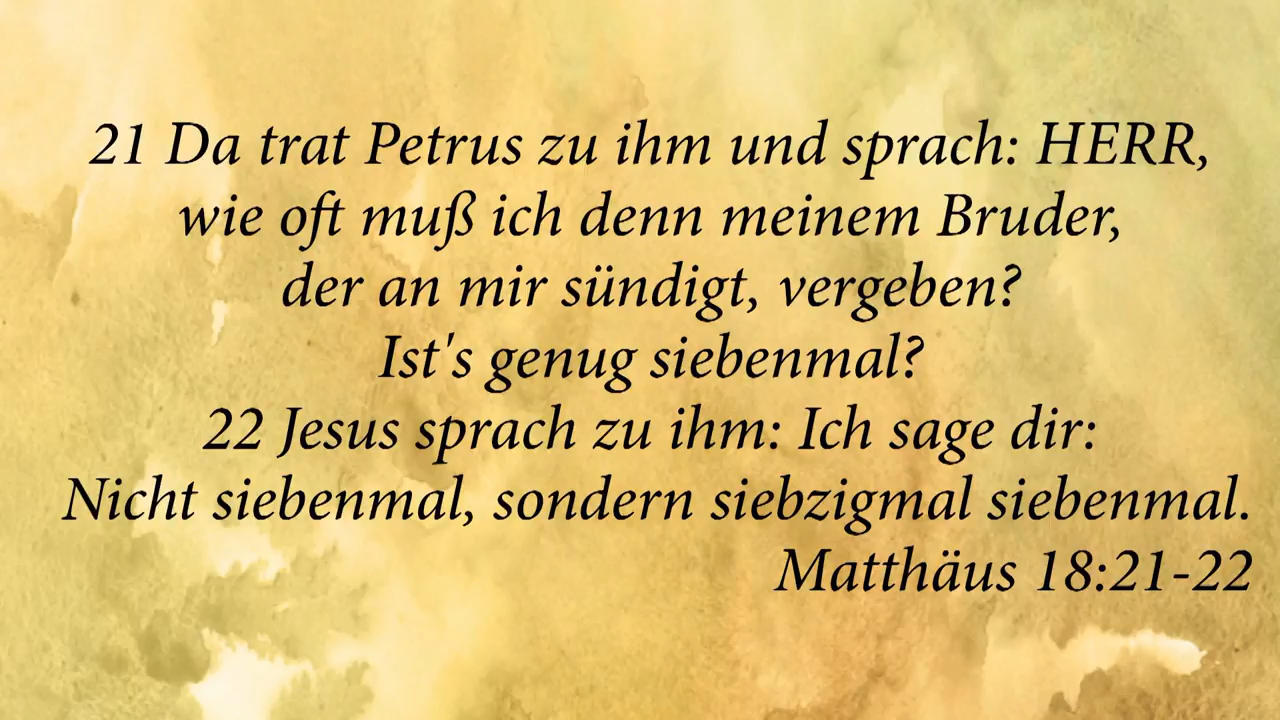 21 Da trat Petrus zu ihm und sprach: HERR,
wie oft muß ich denn meinem Bruder,
der an mir sündigt, vergeben?
Ist's genug siebenmal?
22 Jesus sprach zu ihm: Ich sage dir:
Nicht siebenmal, sondern siebzigmal siebenmal.
Matthäus 18:21-22